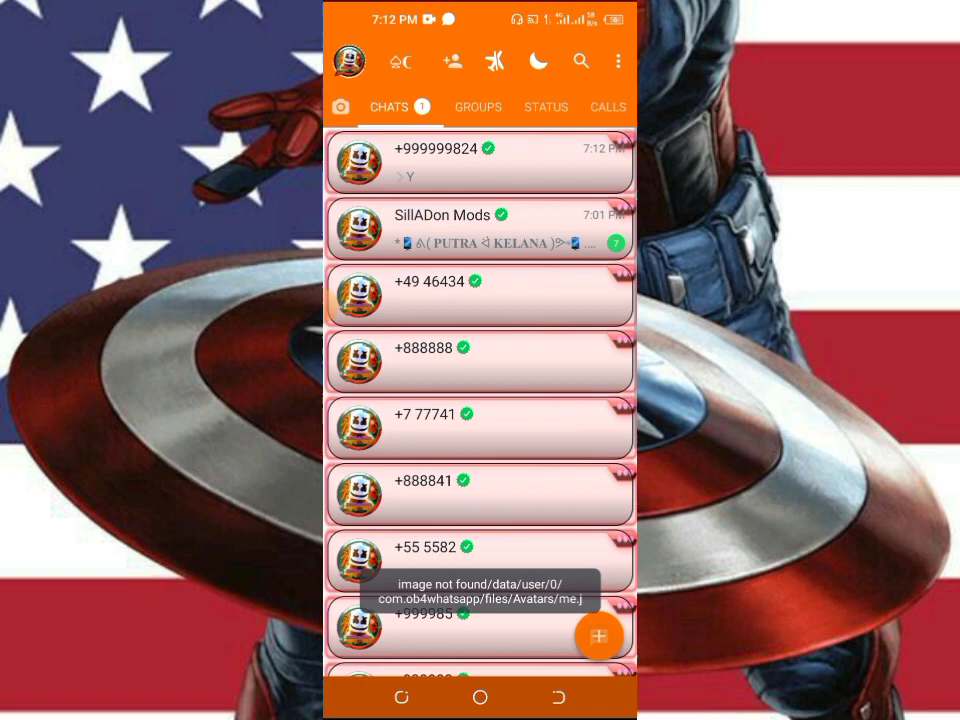 7:12 PM
CHATS 1 GROUPS STATUS CALLS
+999999824 7:12 PM
Y
SillADon Mods 7:01 PM
( PUTRA KELANA ) .... 7
+49 46434
+888888
+7 77741
+888841
+55 5582
image not found/data/user/0/
com.ob4whatsapp/files/Avatars/me.j
+999985